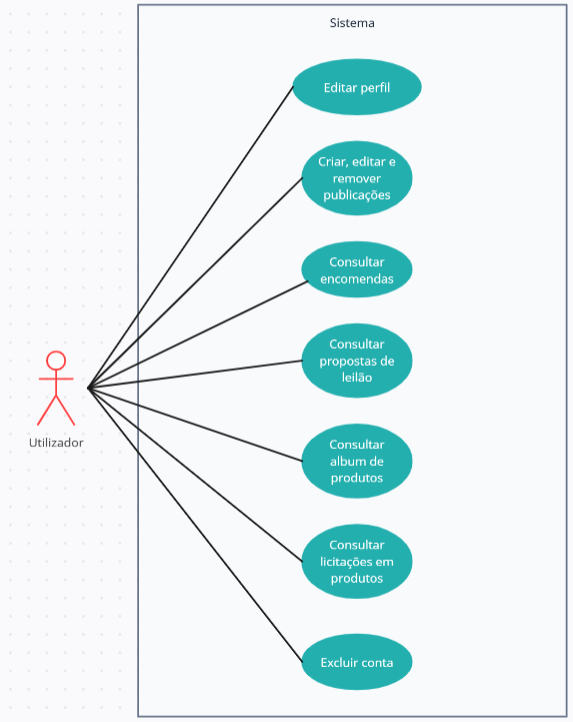 Sistema
Editar perfil
Criar, editar e
remover
publicações
Consultar
encomendas
Consultar
propostas de
leilão
Utilizador
Consultar
album de
produtos
Consultar
licitações em
produtos
Excluir conta